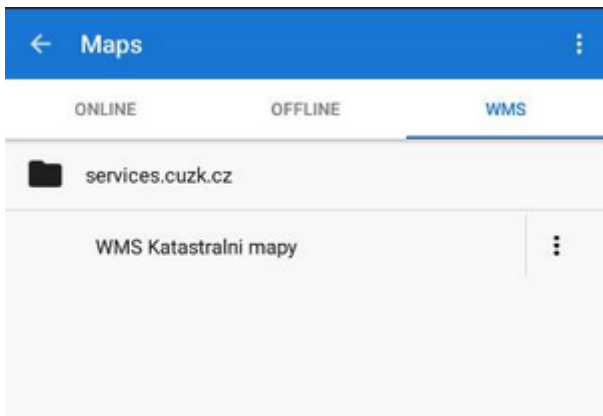 Maps
ONLINE OFFLINE WMS
services.cuzk.cz
WMS Katastralni mapy